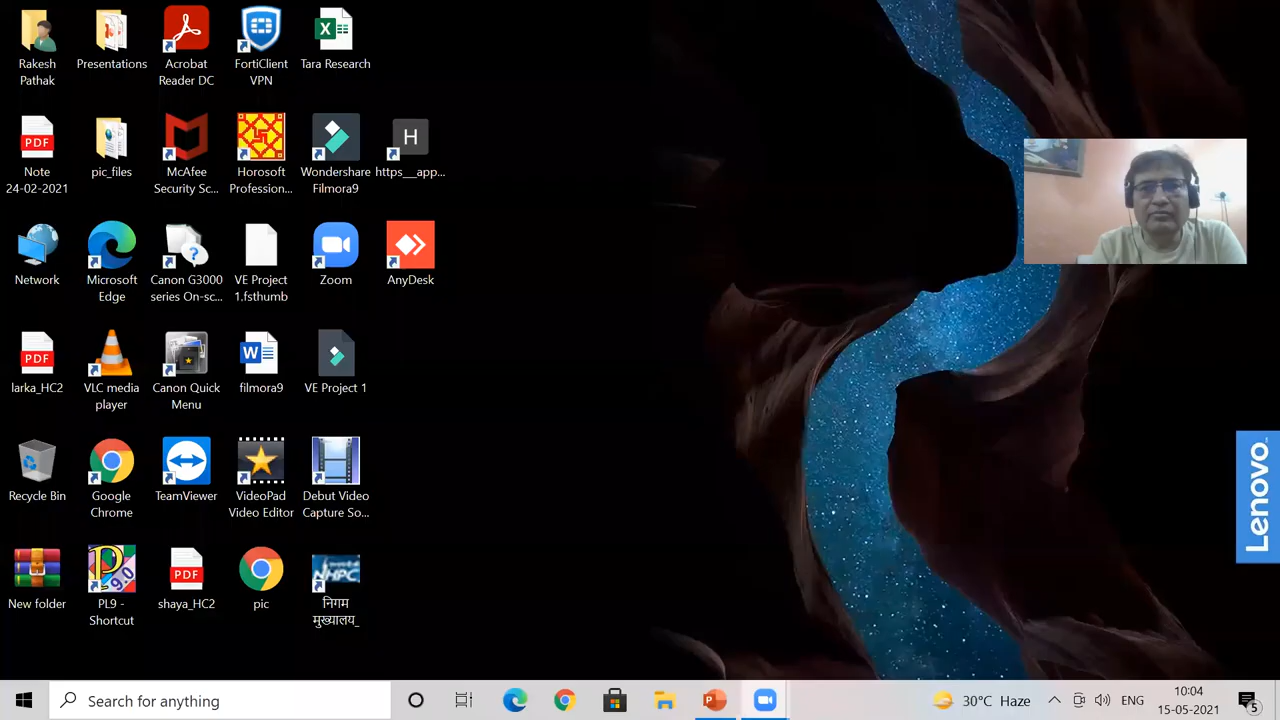 Rakesh
Pathak
Presentations
Acrobat
Reader DC
FortiClient
VPN
Tara Research
PDF
Note
24-02-2021
pic_files
McAfee
Security Sc...
Horosoft
Profession...
Wondershare
Filmora9
H
https__app...
Network
Microsoft
Edge
Canon G3000
series On-sc...
VE Project
1.fsthumb
Zoom
AnyDesk
PDF
larka_HC2
VLC media
player
Canon Quick
Menu
filmora9
VE Project 1
Recycle Bin
Google
Chrome
TeamViewer
VideoPad
Video Editor
Debut Video
Capture So...
Lenovo
New folder
PL9 -
Shortcut
PDF
shaya_HC2
pic
NHPC
निगम
मुख्यालय_
Search for anything
30°C Haze
ENG
10:04
15-05-2021
5